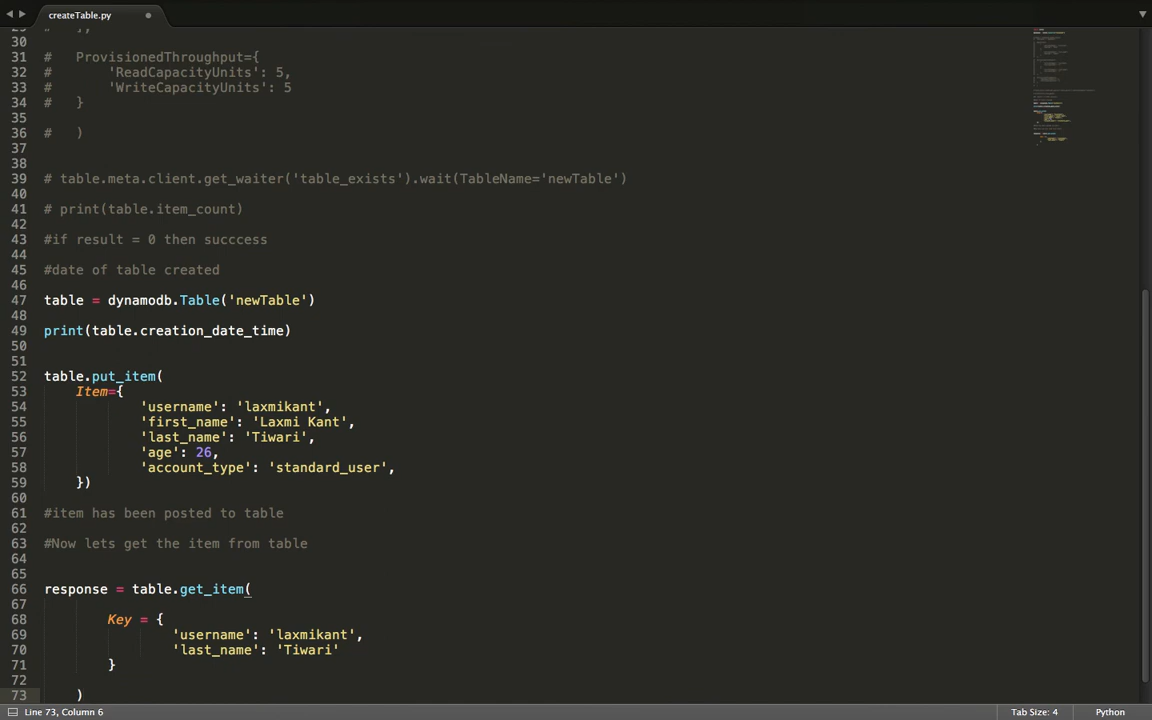 createTable.py
29 # ],
30
31 # ProvisionedThroughput={
32 # 'ReadCapacityUnits': 5,
33 # 'WriteCapacityUnits': 5
34 # }
35
36 # )
37
38
39 # table.meta.client.get_waiter('table_exists').wait(TableName='newTable')
40
41 # print(table.item_count)
42
43 #if result = 0 then succcess
44
45 #date of table created
46
47 table = dynamodb.Table('newTable')
48
49 print(table.creation_date_time)
50
51
52 table.put_item(
53 Item={
54 'username': 'laxmikant',
55 'first_name': 'Laxmi Kant',
56 'last_name': 'Tiwari',
57 'age': 26,
58 'account_type': 'standard_user',
59 })
60
61 #item has been posted to table
62
63 #Now lets get the item from table
64
65
66 response = table.get_item(
67
68 Key = {
69 'username': 'laxmikant',
70 'last_name': 'Tiwari'
71 }
72
73 )
Line 73, Column 6 Tab Size: 4 Python